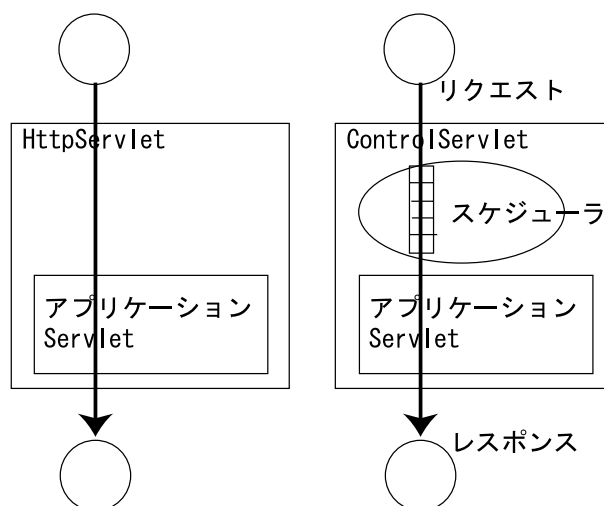 リクエスト
HttpServlet
ControlServlet
スケジューラ
アプリケーション
Servlet
アプリケーション
Servlet
レスポンス